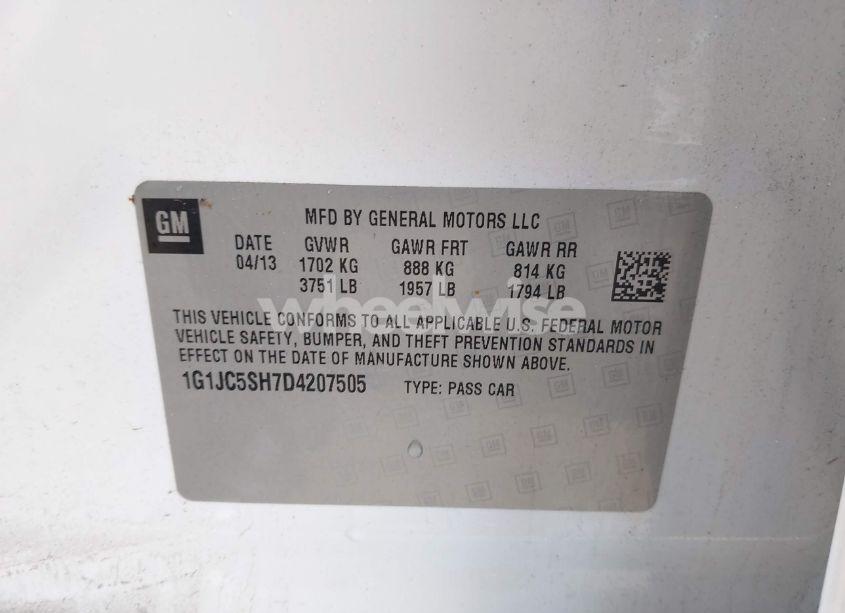 GM
MFD BY GENERAL MOTORS LLC
DATE GVWR GAWR FRT GAWR RR
04/13 1702 KG 888 KG 814 KG
3751 LB 1957 LB 1794 LB
wheelwise
THIS VEHICLE CONFORMS TO ALL APPLICABLE U.S. FEDERAL MOTOR
VEHICLE SAFETY, BUMPER, AND THEFT PREVENTION STANDARDS IN
EFFECT ON THE DATE OF MANUFACTURE SHOWN ABOVE.
1G1JC5SH7D4207505 TYPE: PASS CAR